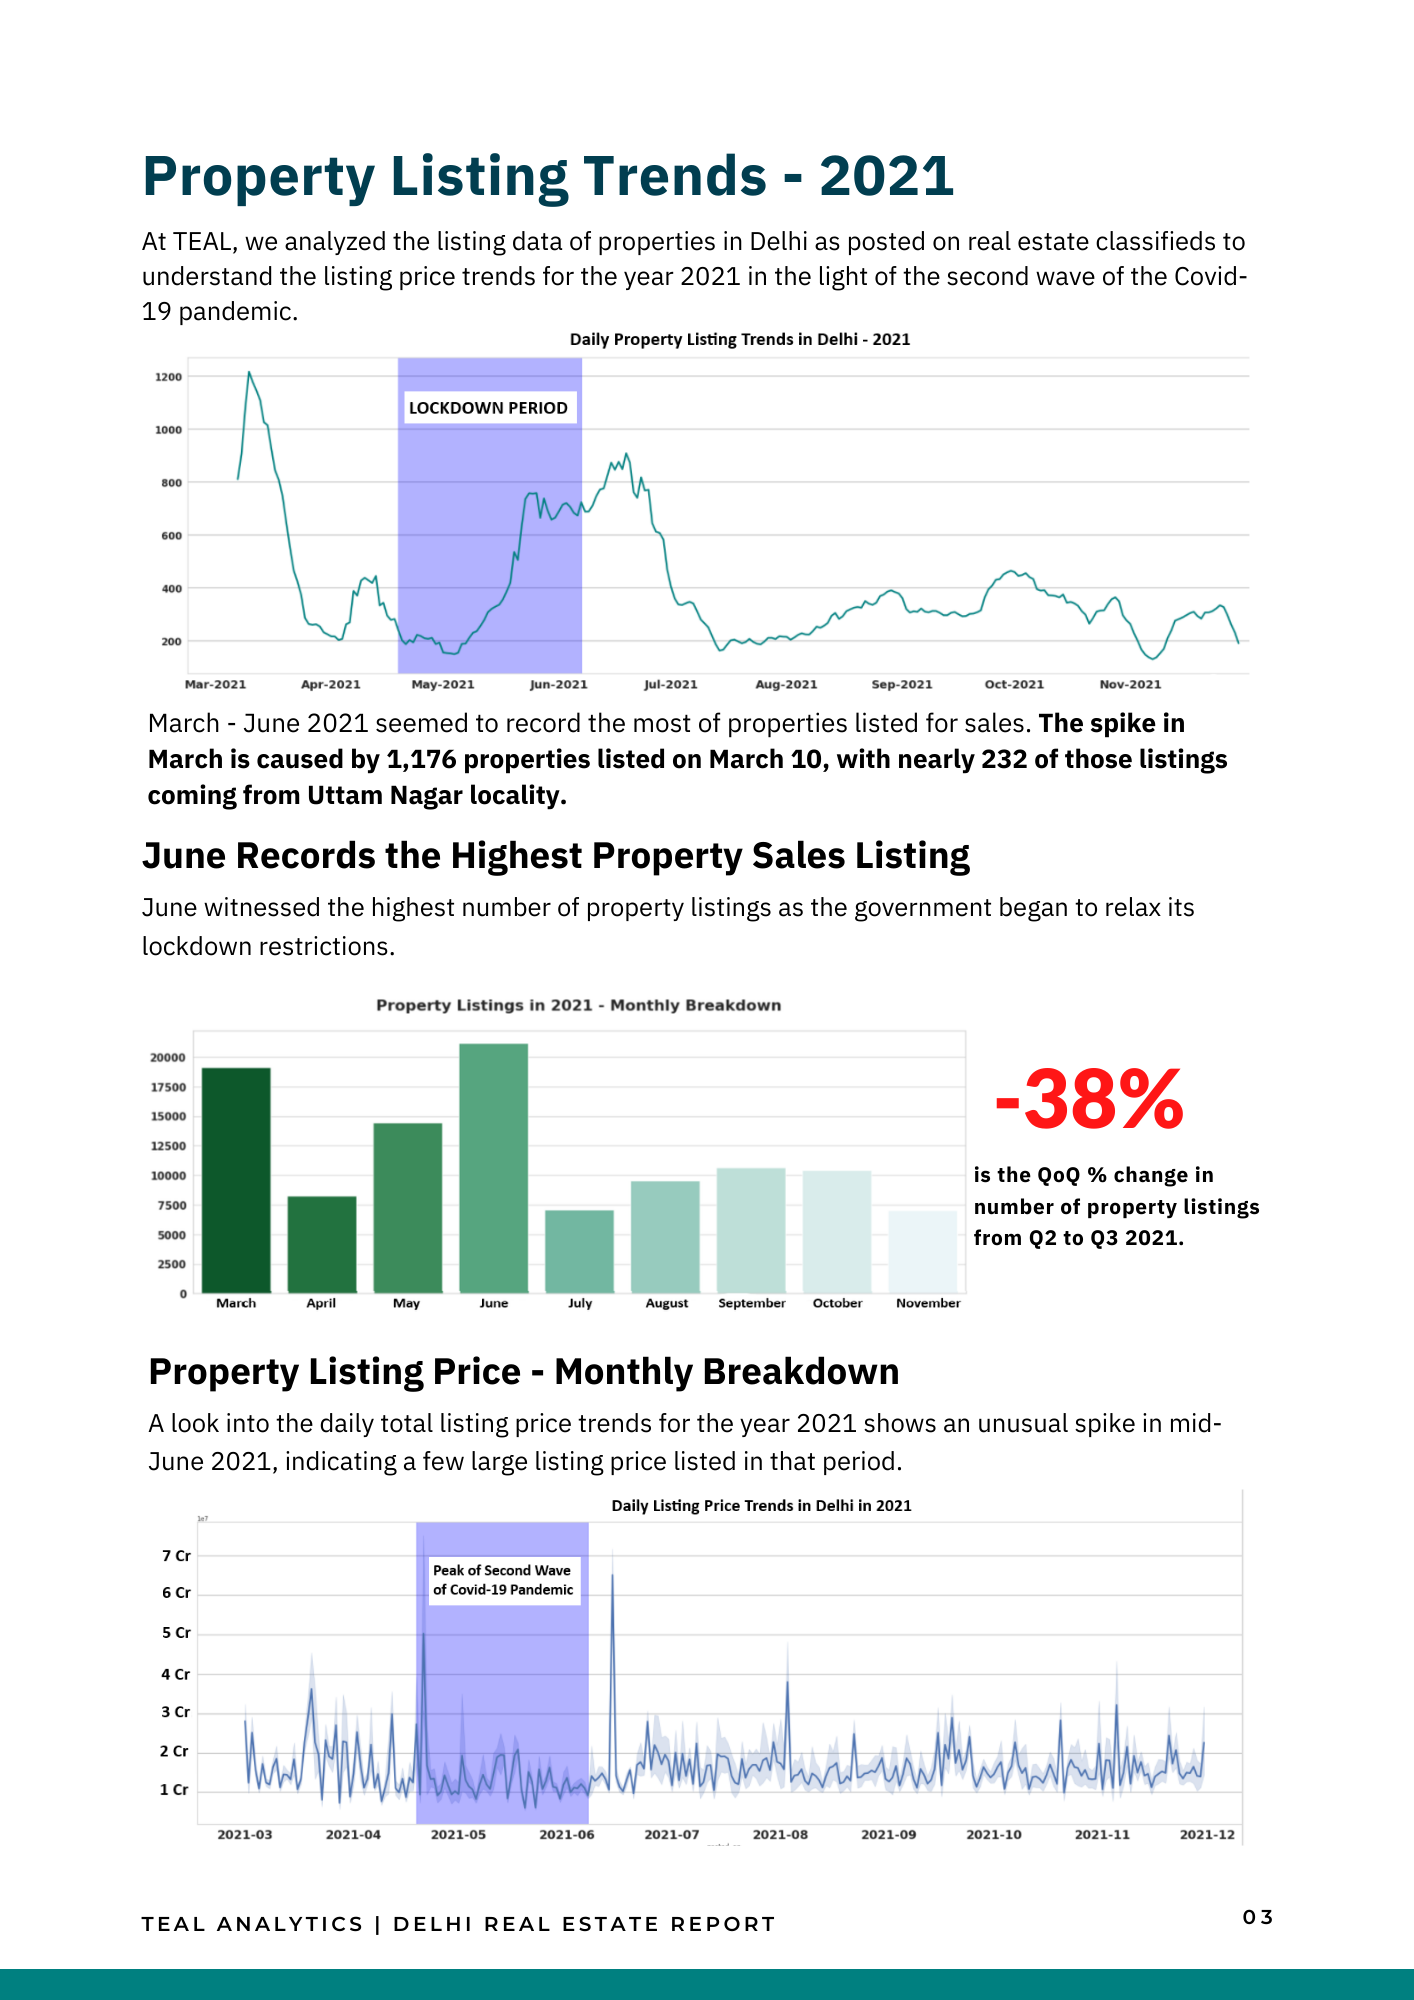 Property Listing Trends - 2021
At TEAL, we analyzed the listing data of properties in Delhi as posted on real estate classifieds to
understand the listing price trends for the year 2021 in the light of the second wave of the Covid-
19 pandemic.
Daily Property Listing Trends in Delhi - 2021
1200
1000
800
600
400
200
LOCKDOWN PERIOD
Mar-2021 Apr-2021 May-2021 Jun-2021 Jul-2021 Aug-2021 Sep-2021 Oct-2021 Nov-2021
March - June 2021 seemed to record the most of properties listed for sales. The spike in
March is caused by 1,176 properties listed on March 10, with nearly 232 of those listings
coming from Uttam Nagar locality.
June Records the Highest Property Sales Listing
June witnessed the highest number of property listings as the government began to relax its
lockdown restrictions.
Property Listings in 2021 - Monthly Breakdown
20000
17500
15000
12500
10000
7500
5000
2500
0
March April May June July August September October November
-38%
is the QoQ % change in
number of property listings
from Q2 to Q3 2021.
Property Listing Price - Monthly Breakdown
A look into the daily total listing price trends for the year 2021 shows an unusual spike in mid-
June 2021, indicating a few large listing price listed in that period.
Daily Listing Price Trends in Delhi in 2021
1e7
7 Cr
6 Cr
5 Cr
4 Cr
3 Cr
2 Cr
1 Cr
Peak of Second Wave
of Covid-19 Pandemic
2021-03 2021-04 2021-05 2021-06 2021-07 2021-08 2021-09 2021-10 2021-11 2021-12
TEAL ANALYTICS | DELHI REAL ESTATE REPORT
03